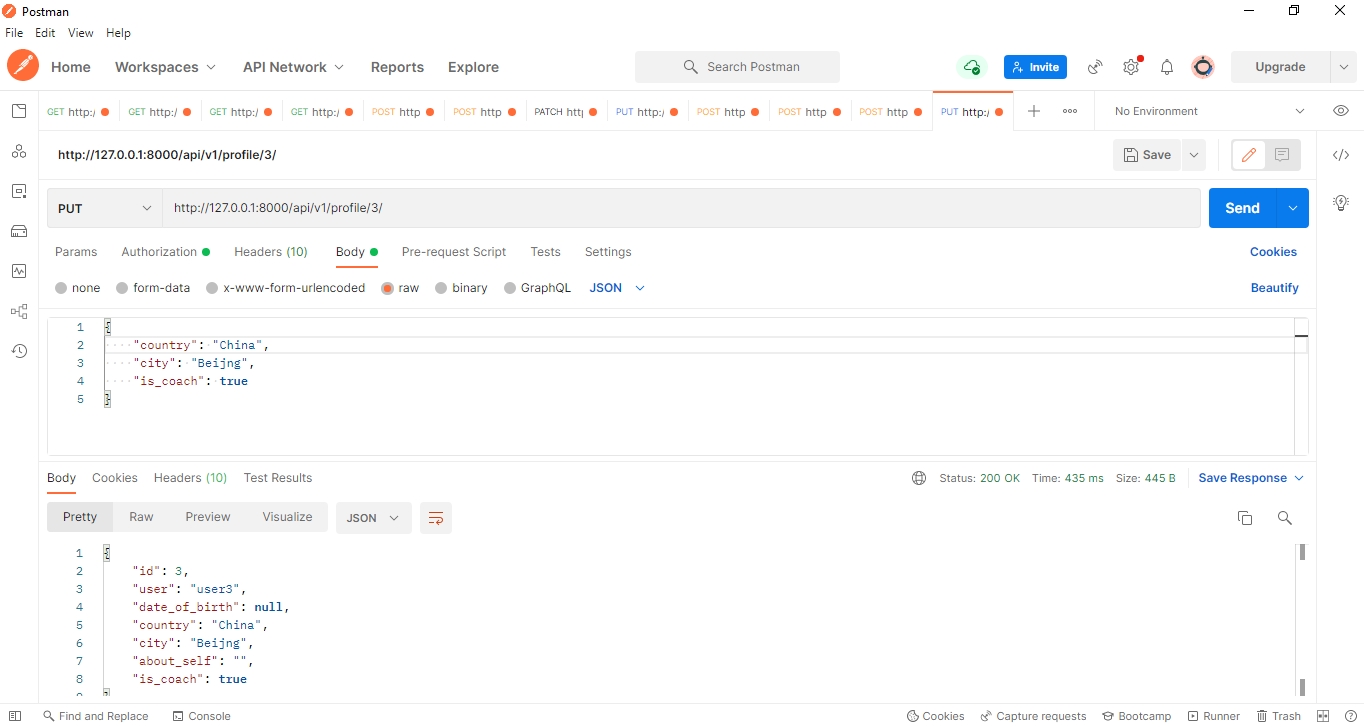 Postman
File Edit View Help
Home Workspaces API Network Reports Explore Search Postman Invite Upgrade
GET http:/ GET http:/ GET http:/ GET http:/ POST http POST http PATCH htt PUT http:/ POST http POST http POST http PUT http:/ No Environment
http://127.0.0.1:8000/api/v1/profile/3/ Save
PUT http://127.0.0.1:8000/api/v1/profile/3/ Send
Params Authorization Headers (10) Body Pre-request Script Tests Settings Cookies
none form-data x-www-form-urlencoded raw binary GraphQL JSON Beautify
1 {
2 "country": "China",
3 "city": "Beijng",
4 "is_coach": true
5 }
Body Cookies Headers (10) Test Results Status: 200 OK Time: 435 ms Size: 445 B Save Response
Pretty Raw Preview Visualize JSON
1 {
2 "id": 3,
3 "user": "user3",
4 "date_of_birth": null,
5 "country": "China",
6 "city": "Beijng",
7 "about_self": "",
8 "is_coach": true
Find and Replace Console Cookies Capture requests Bootcamp Runner Trash